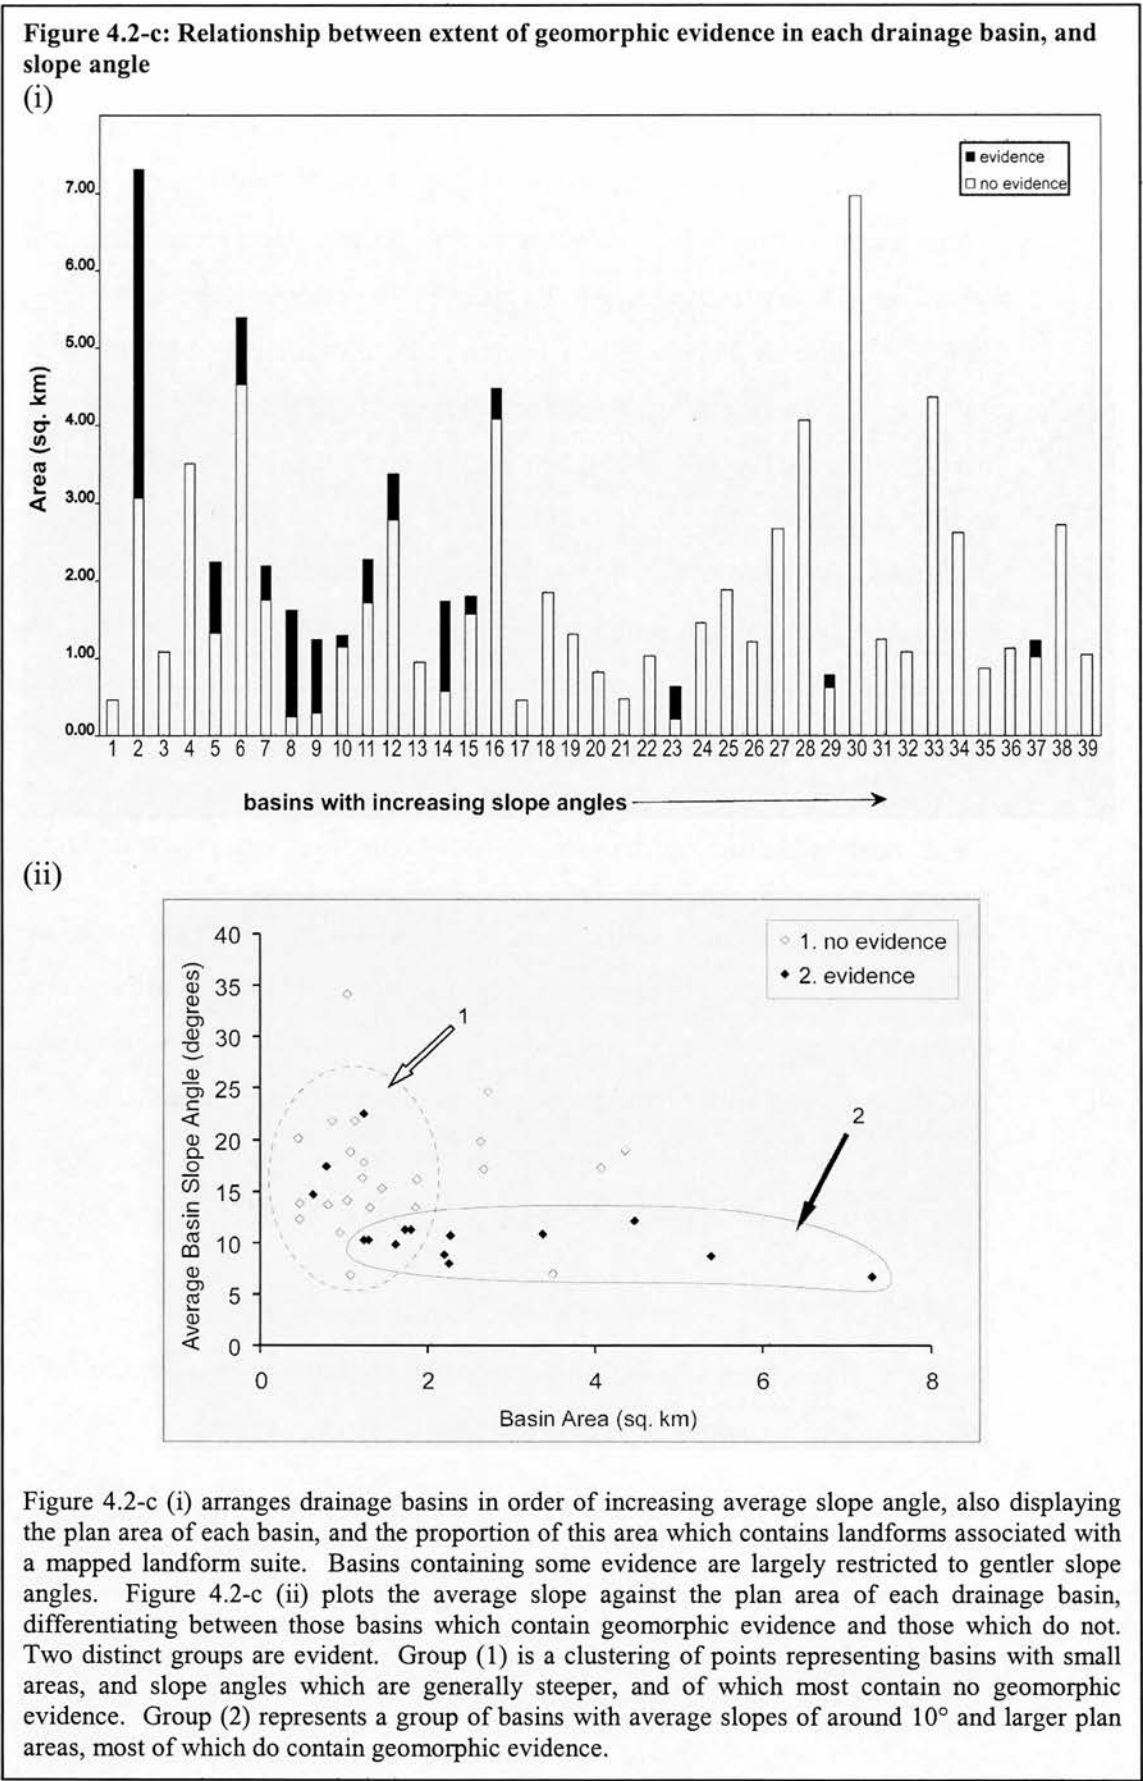 Figure 4.2-c: Relationship between extent of geomorphic evidence in each drainage basin, and
slope angle
(i)
evidence
no evidence
7.00
6.00
5.00
4.00
3.00
2.00
1.00
0.00
Area (sq. km)
1 2 3 4 5 6 7 8 9 10 11 12 13 14 15 16 17 18 19 20 21 22 23 24 25 26 27 28 29 30 31 32 33 34 35 36 37 38 39
basins with increasing slope angles
(ii)
1. no evidence
2. evidence
40
35
30
25
20
15
10
5
0
Average Basin Slope Angle (degrees)
1
2
0 2 4 6 8
Basin Area (sq. km)
Figure 4.2-c (i) arranges drainage basins in order of increasing average slope angle, also displaying
the plan area of each basin, and the proportion of this area which contains landforms associated with
a mapped landform suite. Basins containing some evidence are largely restricted to gentler slope
angles. Figure 4.2-c (ii) plots the average slope against the plan area of each drainage basin,
differentiating between those basins which contain geomorphic evidence and those which do not.
Two distinct groups are evident. Group (1) is a clustering of points representing basins with small
areas, and slope angles which are generally steeper, and of which most contain no geomorphic
evidence. Group (2) represents a group of basins with average slopes of around 10° and larger plan
areas, most of which do contain geomorphic evidence.